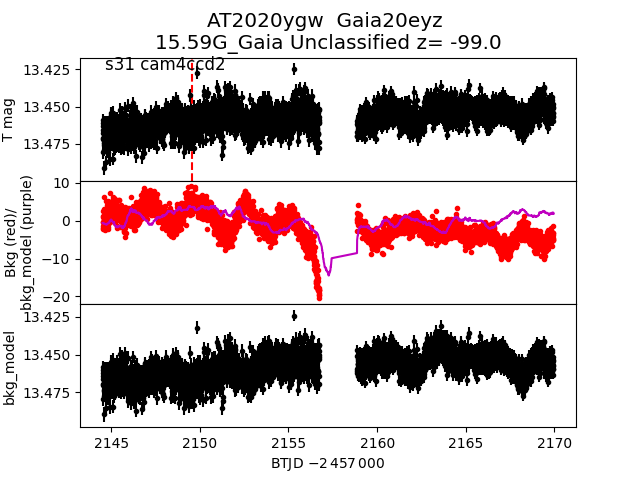 AT2020ygw Gaia20eyz
15.59G_Gaia Unclassified z= -99.0
s31 cam4ccd2
13.425
13.450
13.475
T mag
10
0
−10
−20
Bkg (red)/
bkg_model (purple)
13.425
13.450
13.475
bkg_model
2145
2150
2155
2160
2165
2170
BTJD −2 457 000